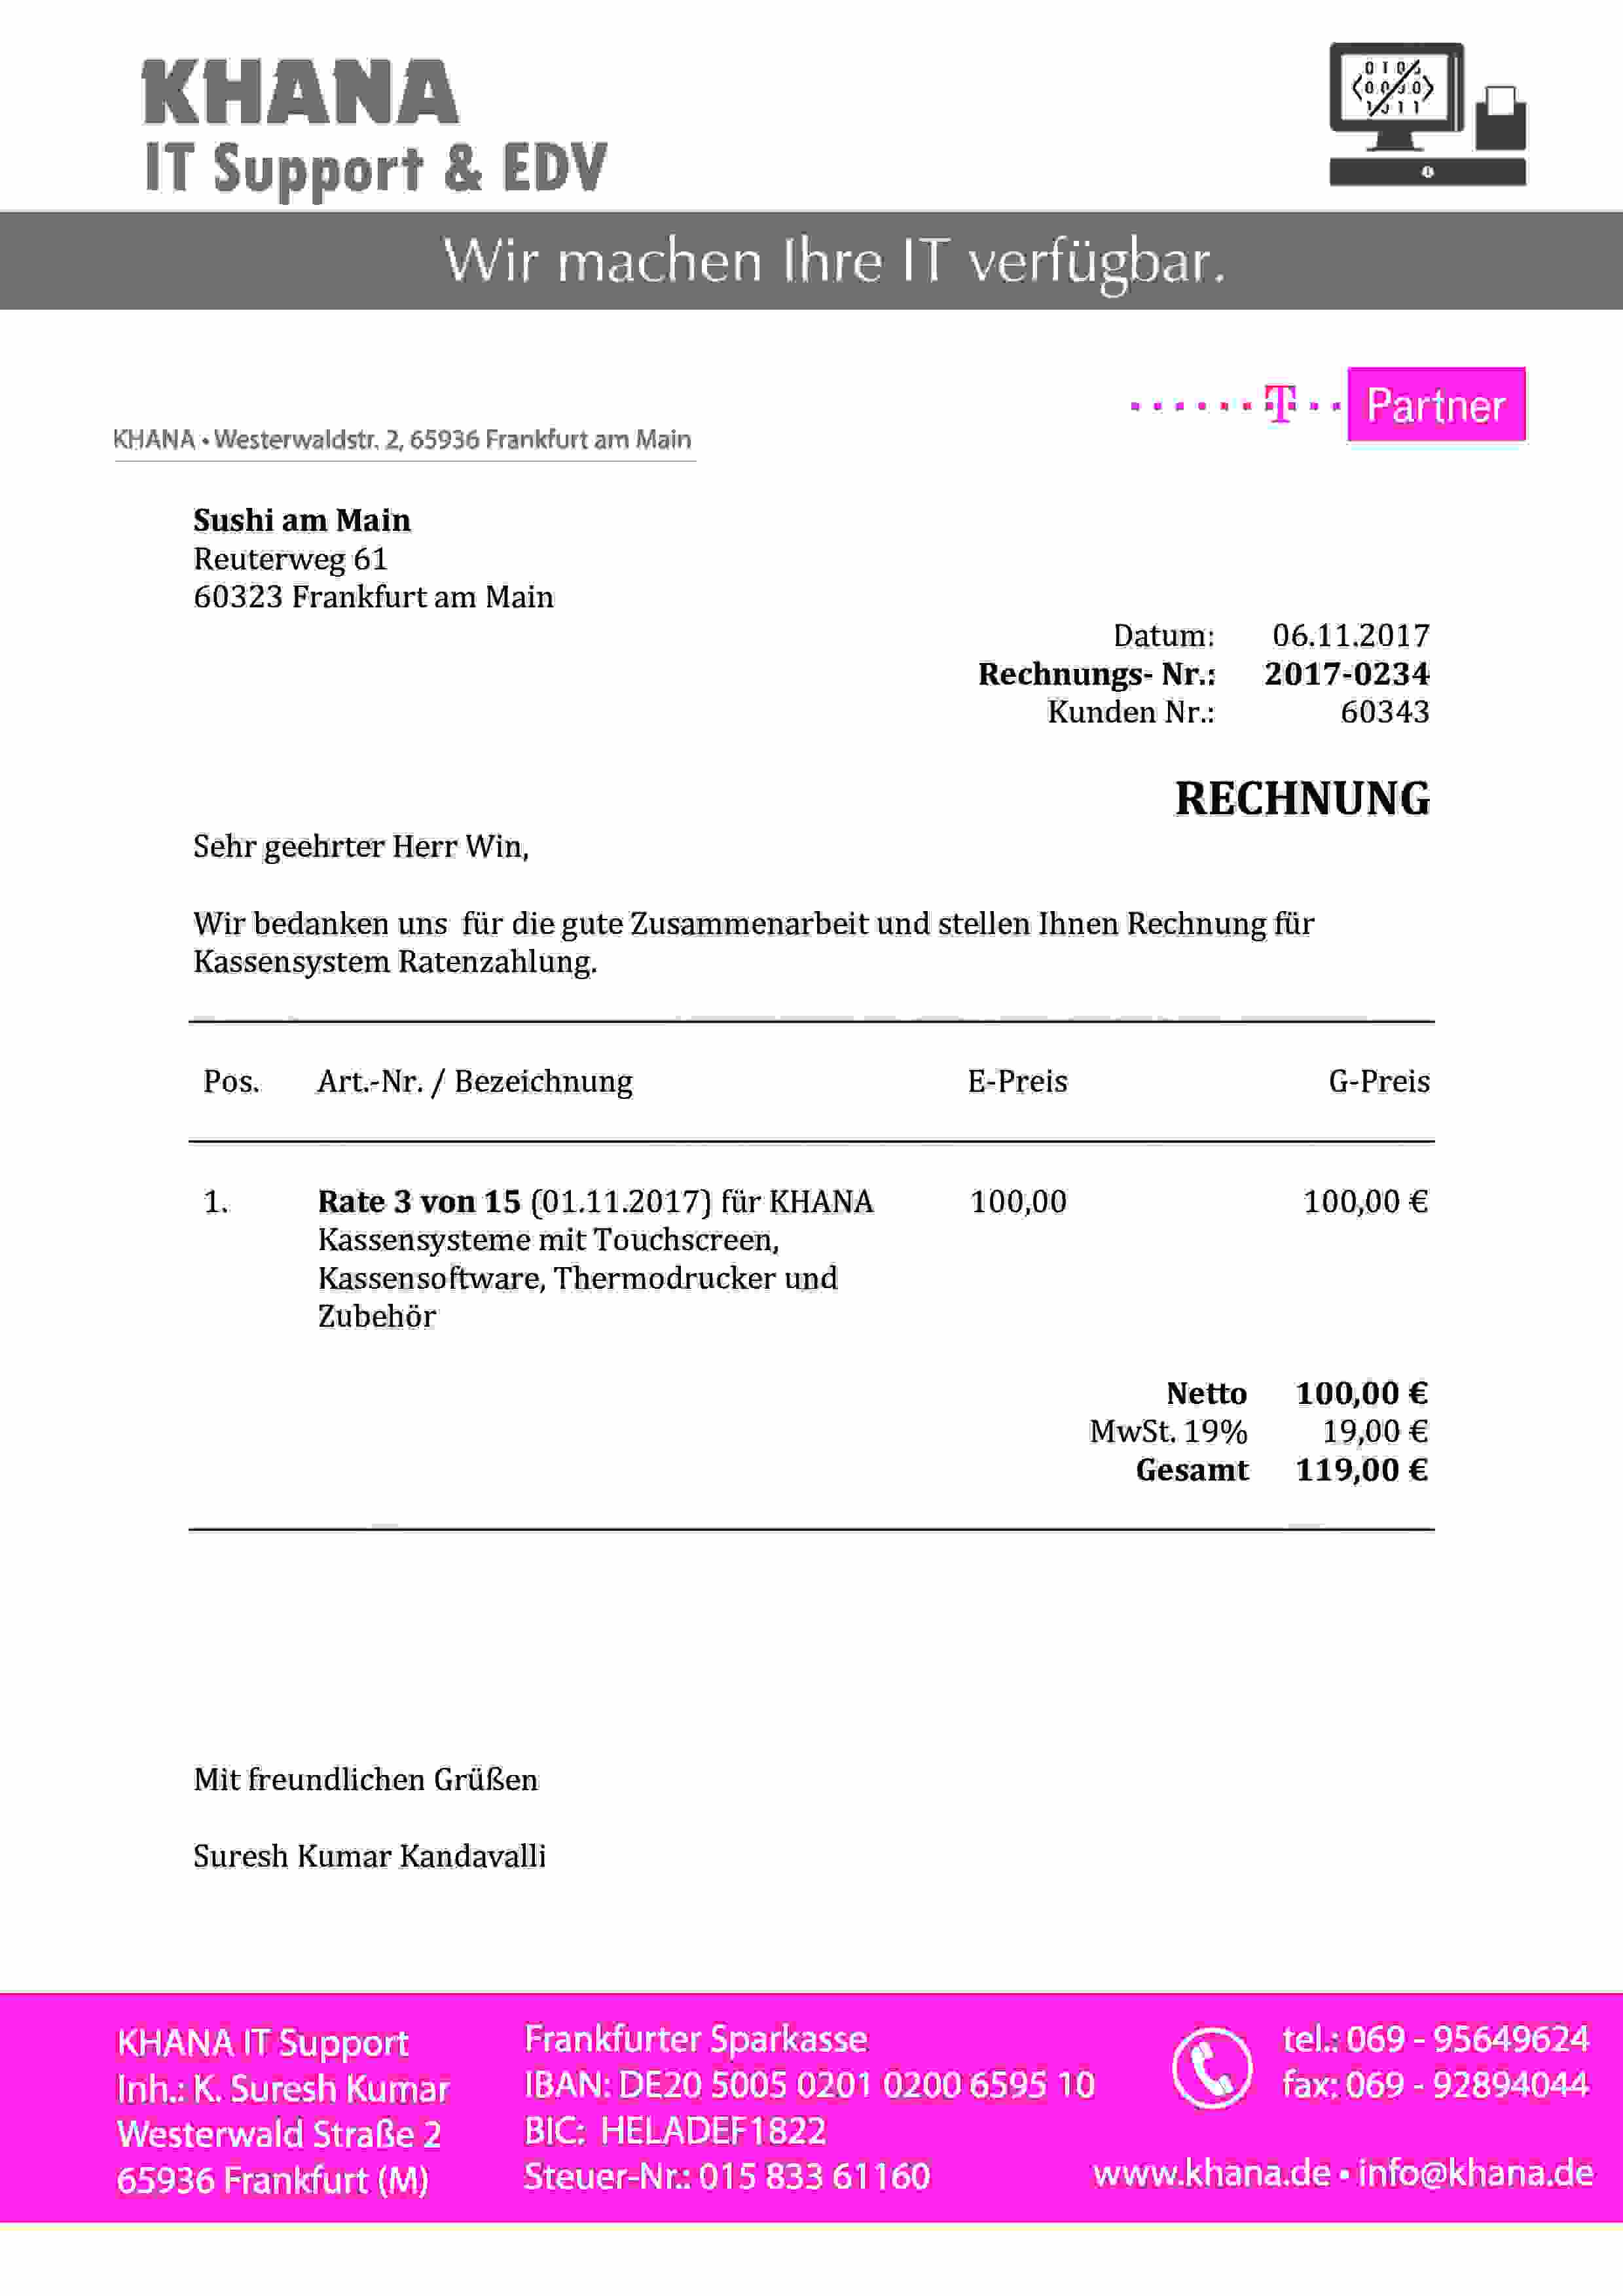 KHANA
IT Support & EDV
Wir machen Ihre IT verfügbar.
T Partner
KHANA • Westerwaldstr. 2, 65936 Frankfurt am Main
Sushi am Main
Reuterweg 61
60323 Frankfurt am Main
Datum: 06.11.2017
Rechnungs- Nr.: 2017-0234
Kunden Nr.: 60343
RECHNUNG
Sehr geehrter Herr Win,
Wir bedanken uns für die gute Zusammenarbeit und stellen Ihnen Rechnung für
Kassensystem Ratenzahlung.
Pos. Art.-Nr. / Bezeichnung E-Preis G-Preis
1. Rate 3 von 15 (01.11.2017) für KHANA 100,00 100,00 €
Kassensysteme mit Touchscreen,
Kassensoftware, Thermodrucker und
Zubehör
Netto 100,00 €
MwSt. 19% 19,00 €
Gesamt 119,00 €
Mit freundlichen Grüßen
Suresh Kumar Kandavalli
KHANA IT Support
Inh.: K. Suresh Kumar
Westerwald Straße 2
65936 Frankfurt (M)
Frankfurter Sparkasse
IBAN: DE20 5005 0201 0200 6595 10
BIC: HELADEF1822
Steuer-Nr.: 015 833 61160
tel.: 069 - 95649624
fax: 069 - 92894044
www.khana.de • info@khana.de